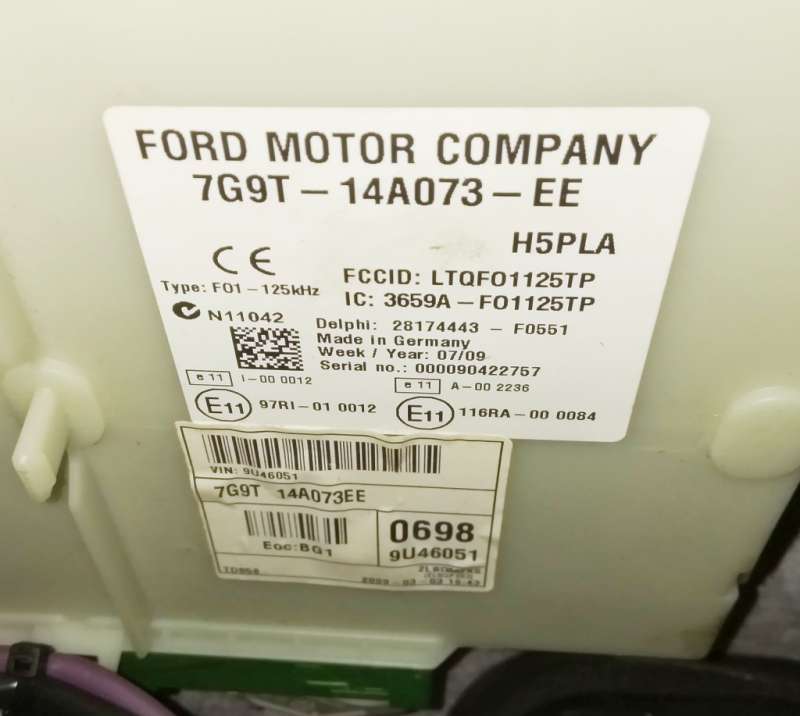 FORD MOTOR COMPANY
7G9T – 14A073 – EE
H5PLA
CE
FCCID: LTQFO1125TP
Type: F01 – 125kHz
IC: 3659A – FO1125TP
N11042
Delphi: 28174443 – F0551
Made in Germany
Week / Year: 07/09
Serial no.: 000090422757
e 11 I-00 0012
e 11 A-00 2236
E11 97RI-01 0012
E11 116RA-00 0084
VIN: 9U46051
7G9T 14A073EE
Eoc:BG1
0698
9U46051